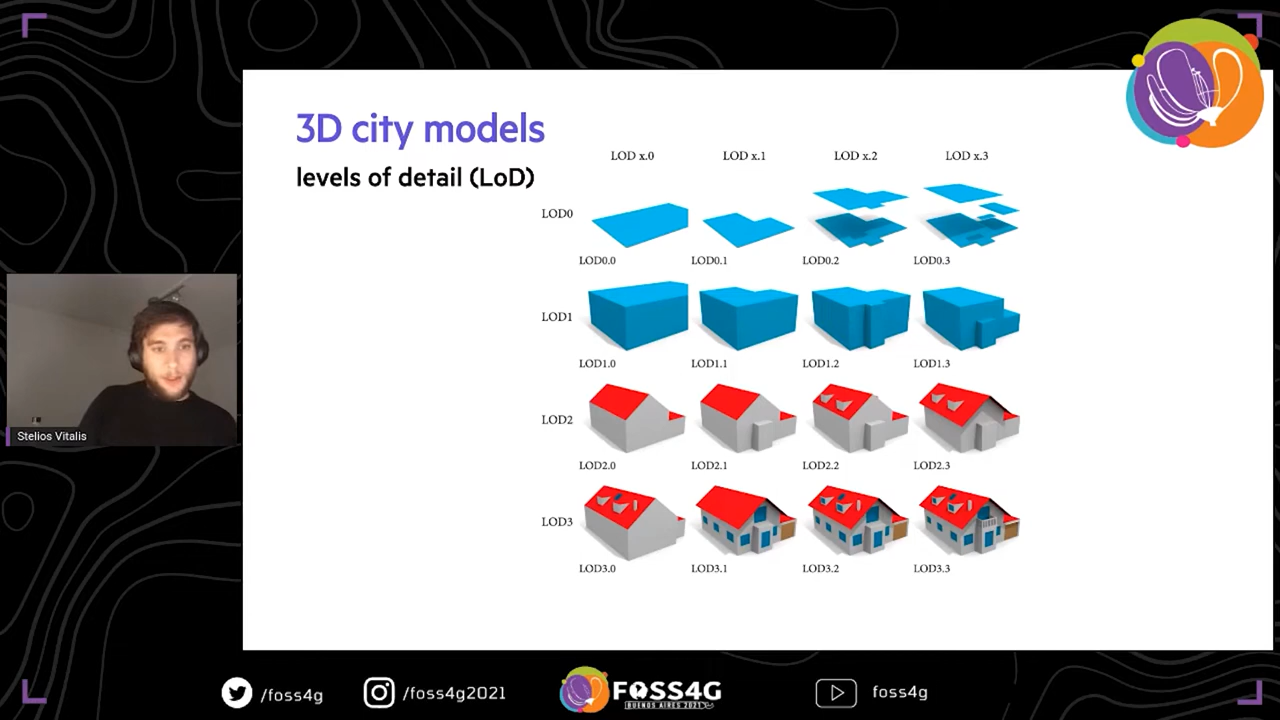 3D city models
levels of detail (LoD)
LOD x.0 LOD x.1 LOD x.2 LOD x.3
LOD0
LOD0.0 LOD0.1 LOD0.2 LOD0.3
LOD1
LOD1.0 LOD1.1 LOD1.2 LOD1.3
LOD2
LOD2.0 LOD2.1 LOD2.2 LOD2.3
LOD3
LOD3.0 LOD3.1 LOD3.2 LOD3.3
Stelios Vitalis
/foss4g /foss4g2021 FOSS4G foss4g
BUENOS AIRES 2021